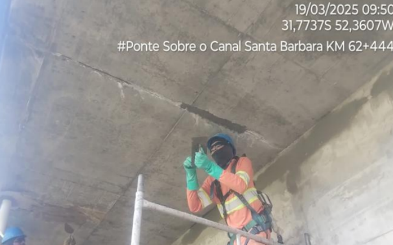 19/03/2025 09:50
31,7737S 52,3607W
#Ponte Sobre o Canal Santa Barbara KM 62+444